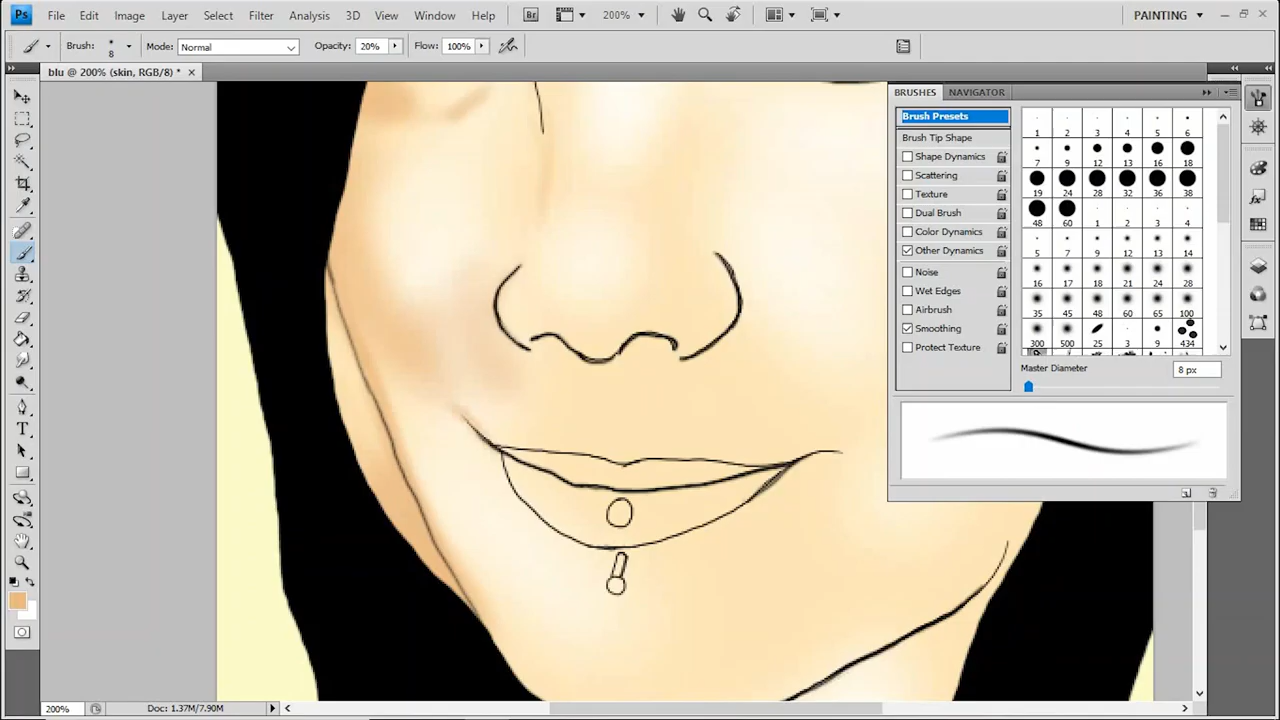 Ps File Edit Image Layer Select Filter Analysis 3D View Window Help Br 200% PAINTING
Brush: 8 Mode: Normal Opacity: 20% Flow: 100%
blu @ 200% (skin, RGB/8) *
BRUSHES NAVIGATOR
Brush Presets
Brush Tip Shape
Shape Dynamics
Scattering
Texture
Dual Brush
Color Dynamics
Other Dynamics
Noise
Wet Edges
Airbrush
Smoothing
Protect Texture
1 2 3 4 5 6
7 9 12 13 16 18
19 24 28 32 36 38
48 60 1 2 3 4
5 7 9 12 13 14
16 17 18 21 24 28
35 45 48 60 65 100
300 500 25 3 9 434
Master Diameter
8 px
200% Doc: 1.37M/7.90M